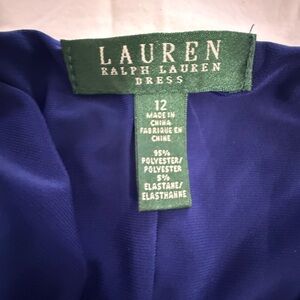 LAUREN
RALPH LAUREN
DRESS
12
MADE IN
CHINA
FABRIQUE EN
CHINE
95%
POLYESTER/
POLYESTER
5%
ELASTANE/
ELASTHANNE